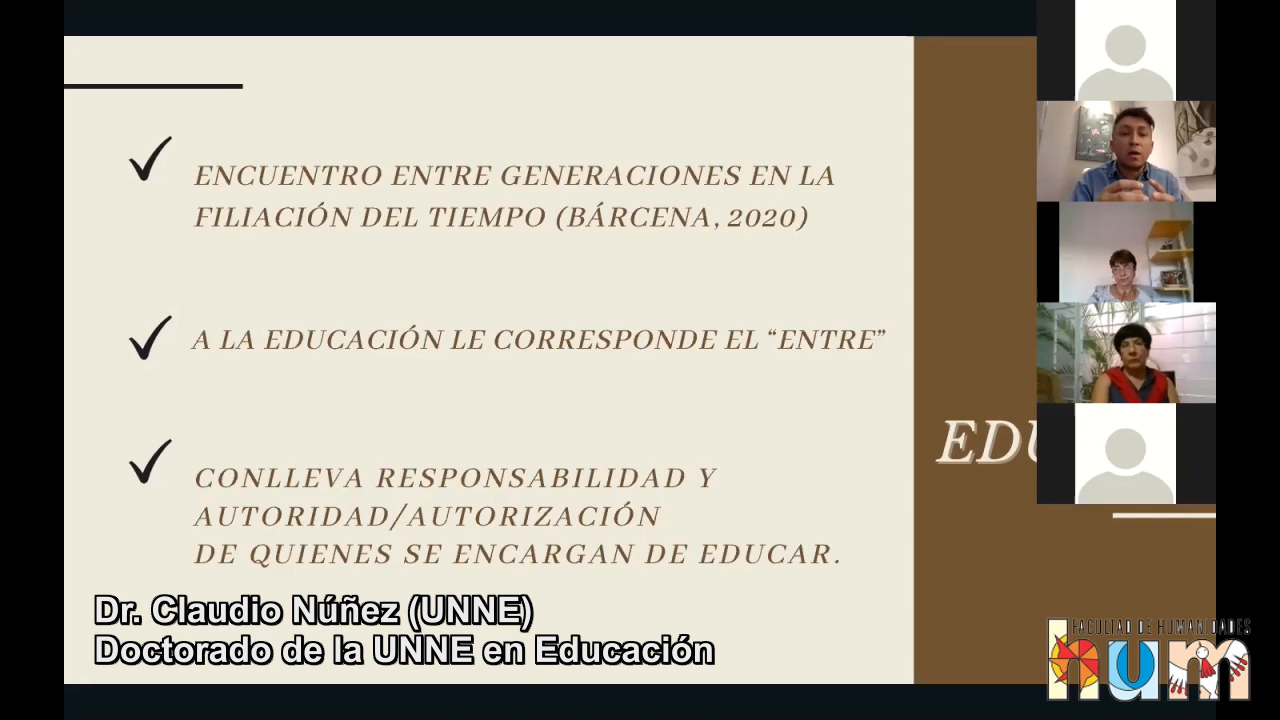 ENCUENTRO ENTRE GENERACIONES EN LA
FILIACIÓN DEL TIEMPO (BÁRCENA, 2020)
A LA EDUCACIÓN LE CORRESPONDE EL “ENTRE”
CONLLEVA RESPONSABILIDAD Y
AUTORIDAD/AUTORIZACIÓN
DE QUIENES SE ENCARGAN DE EDUCAR.
Dr. Claudio Núñez (UNNE)
Doctorado de la UNNE en Educación
FACULTAD DE HUMANIDADES
hum